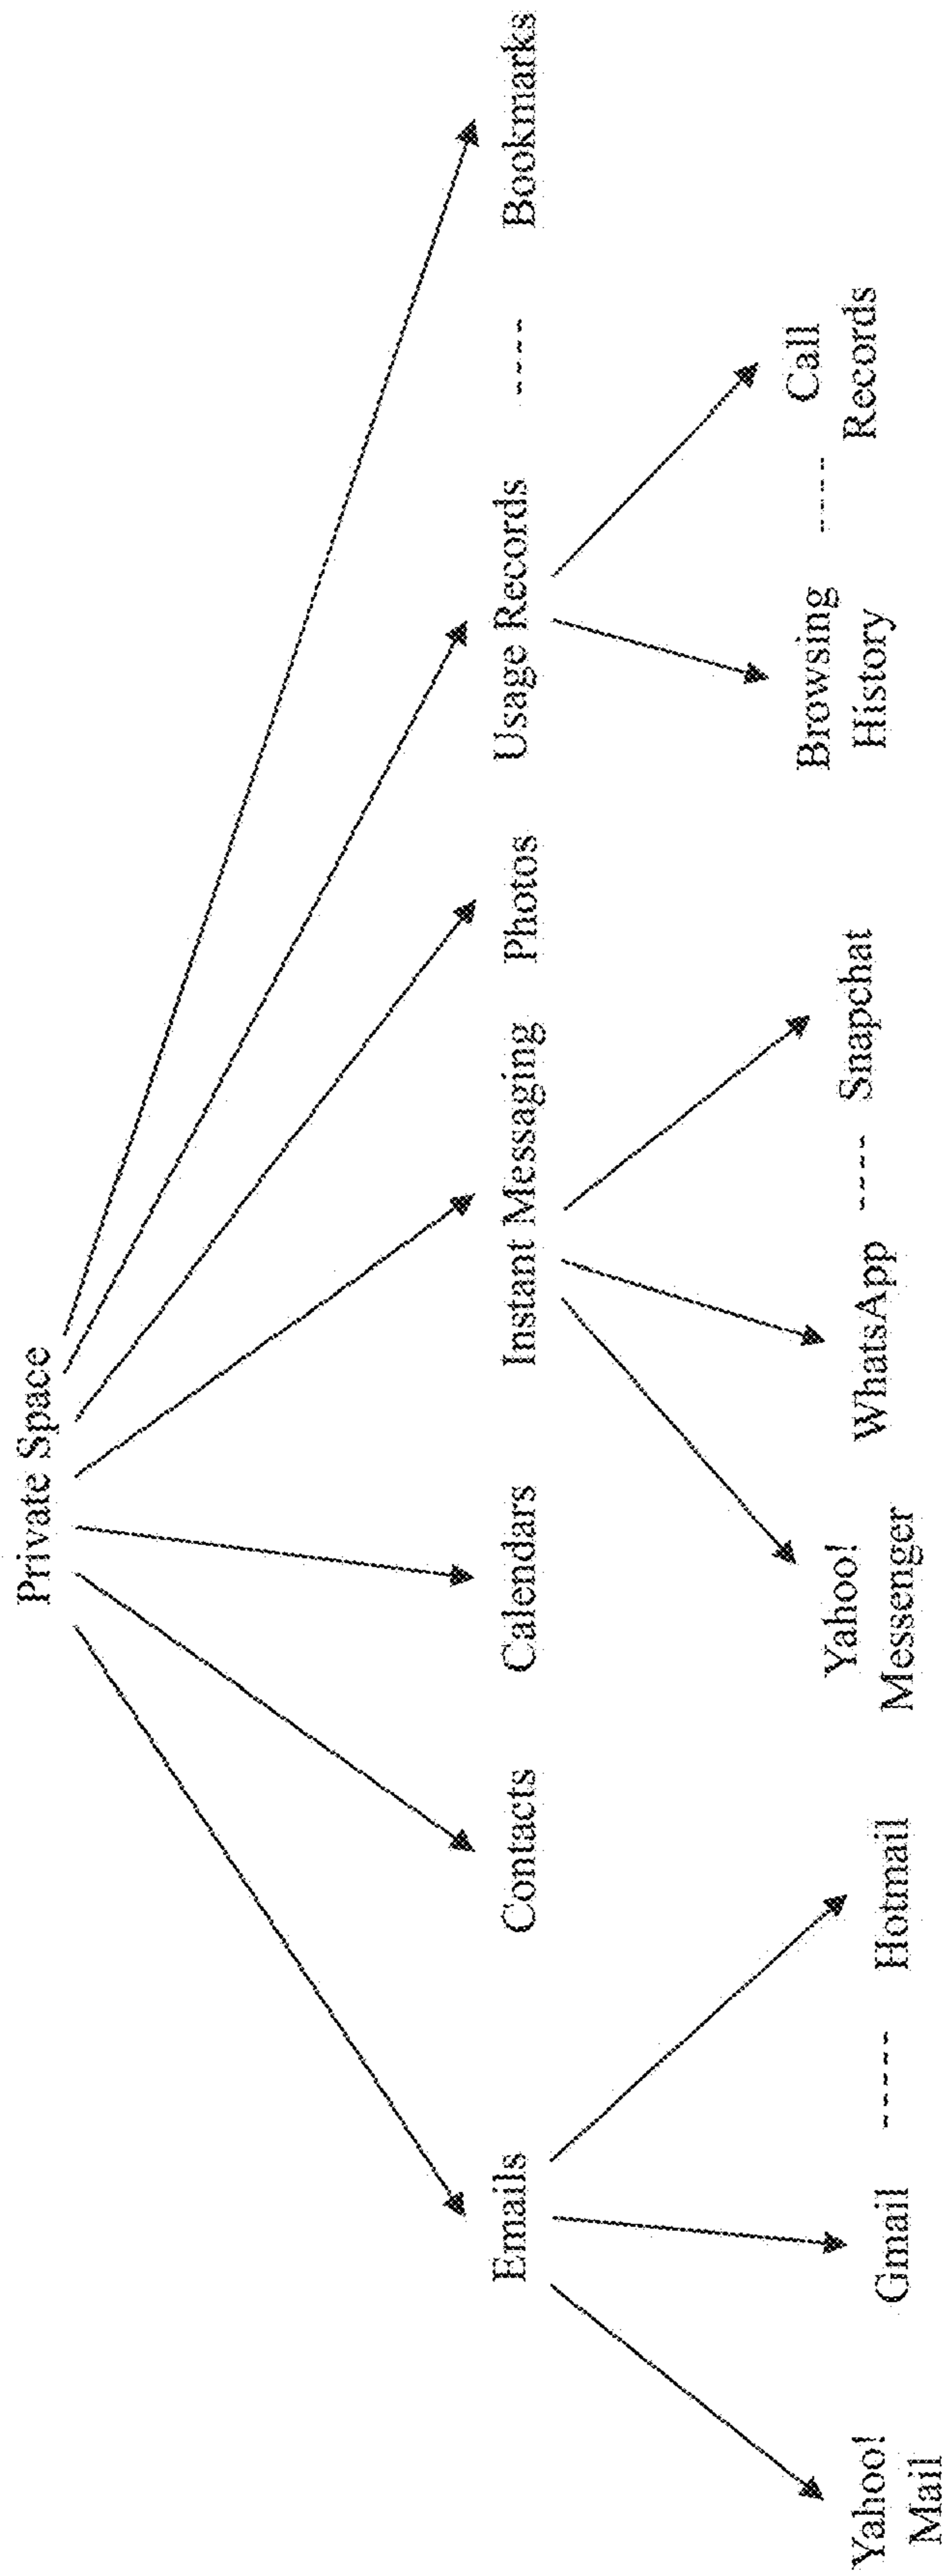 Private Space
Emails
Contacts
Calendars
Instant Messaging
Photos
Usage Records
-----
Bookmarks
Yahoo!
Mail
Gmail
-----
Hotmail
Yahoo!
Messenger
WhatsApp
-----
Snapchat
Browsing
History
-----
Call
Records